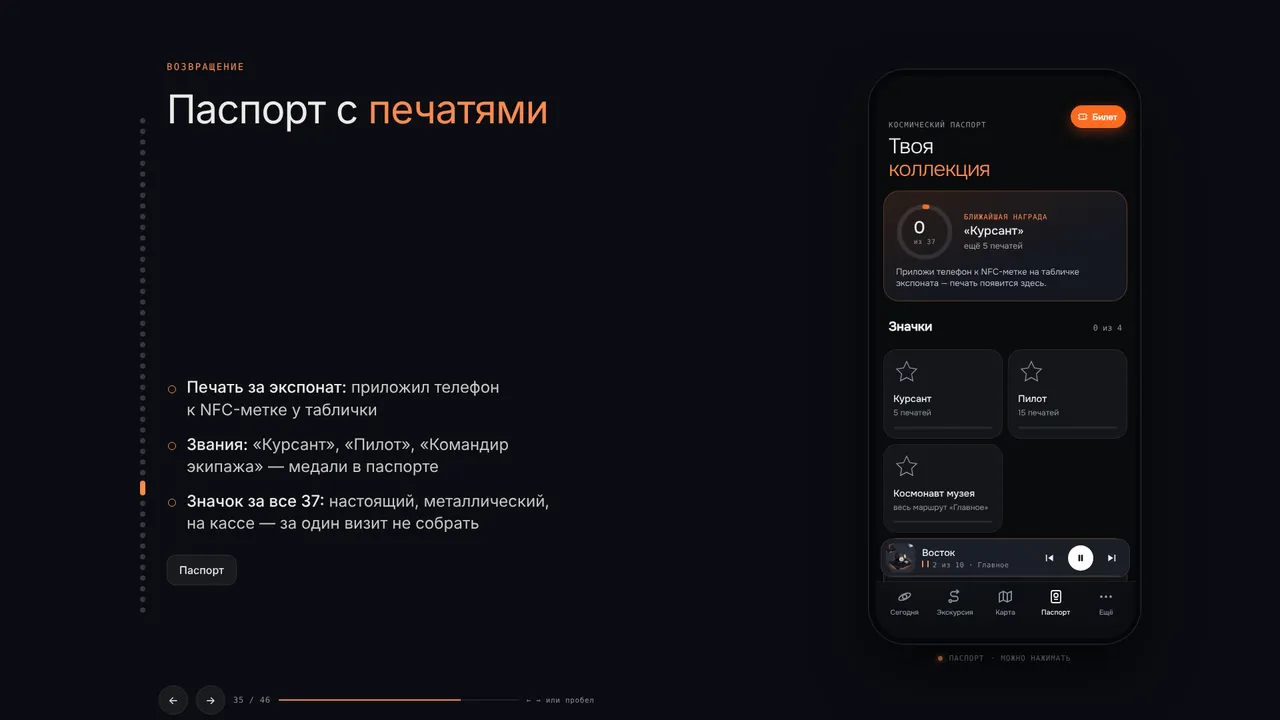 ВОЗВРАЩЕНИЕ
Паспорт с печатями
Печать за экспонат: приложил телефон
к NFC-метке у таблички
Звания: «Курсант», «Пилот», «Командир
экипажа» — медали в паспорте
Значок за все 37: настоящий, металлический,
на кассе — за один визит не собрать
Паспорт
← → 35 / 46 ← → или пробел
Билет
КОСМИЧЕСКИЙ ПАСПОРТ
Твоя
коллекция
0
из 37
БЛИЖАЙШАЯ НАГРАДА
«Курсант»
ещё 5 печатей
Приложи телефон к NFC-метке на табличке
экспоната — печать появится здесь.
Значки 0 из 4
Курсант
5 печатей
Пилот
15 печатей
Космонавт музея
весь маршрут «Главное»
Восток
2 из 10 · Главное
Сегодня Экскурсия Карта Паспорт Ещё
ПАСПОРТ · МОЖНО НАЖИМАТЬ